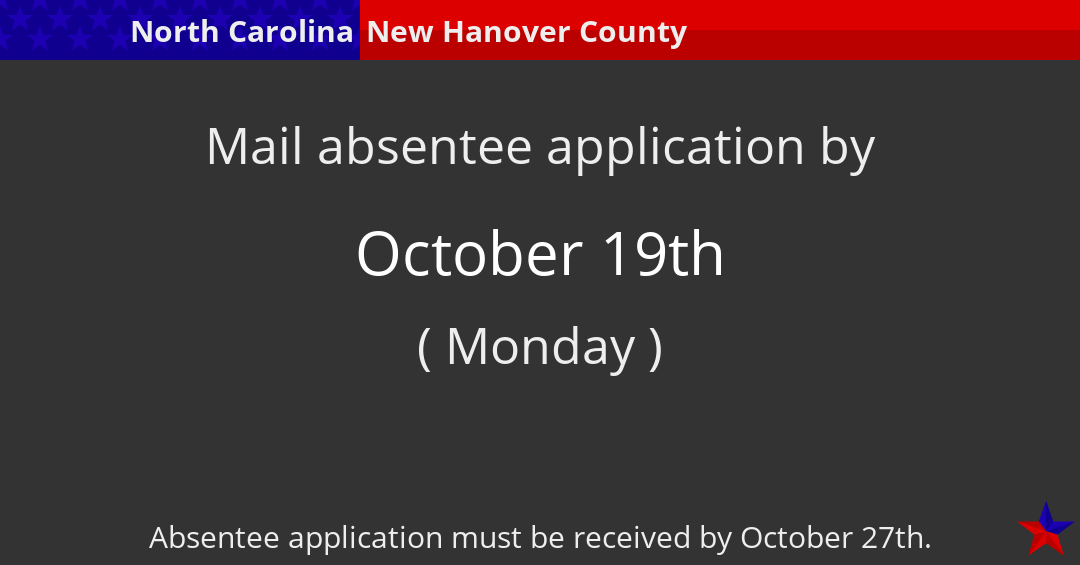 North Carolina New Hanover County
Mail absentee application by
October 19th
( Monday )
Absentee application must be received by October 27th.